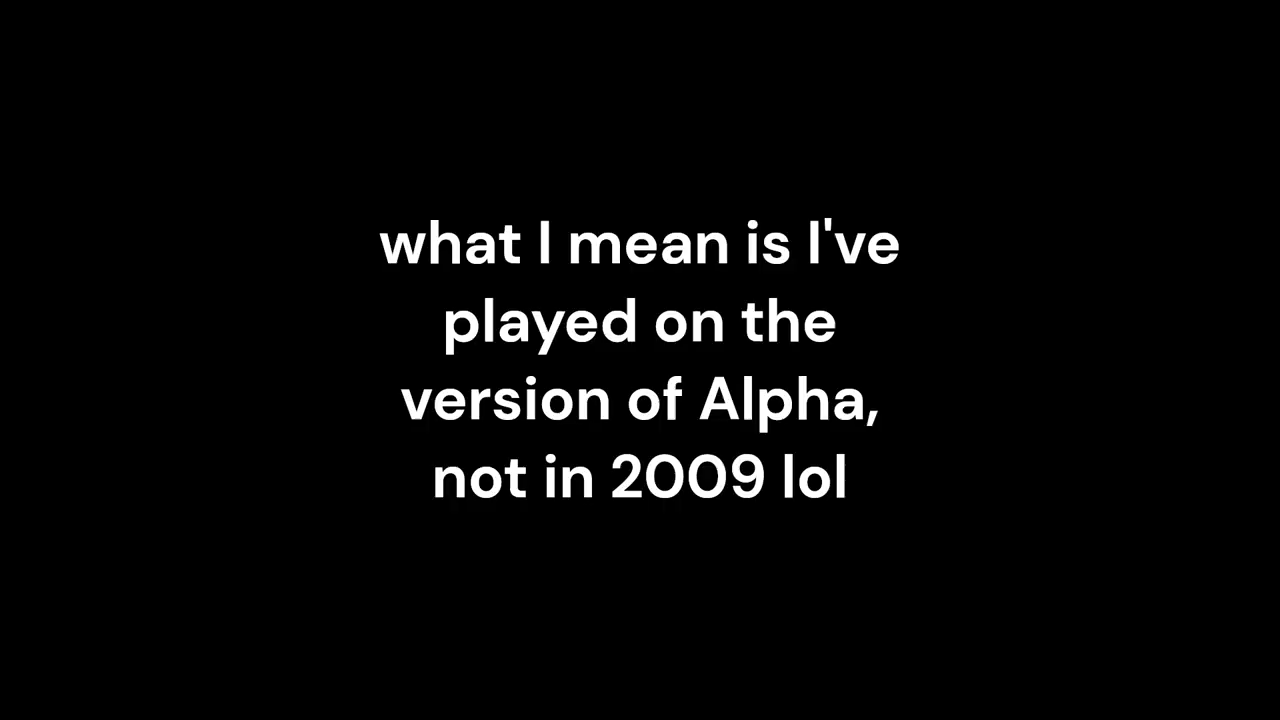 what I mean is I've
played on the
version of Alpha,
not in 2009 lol